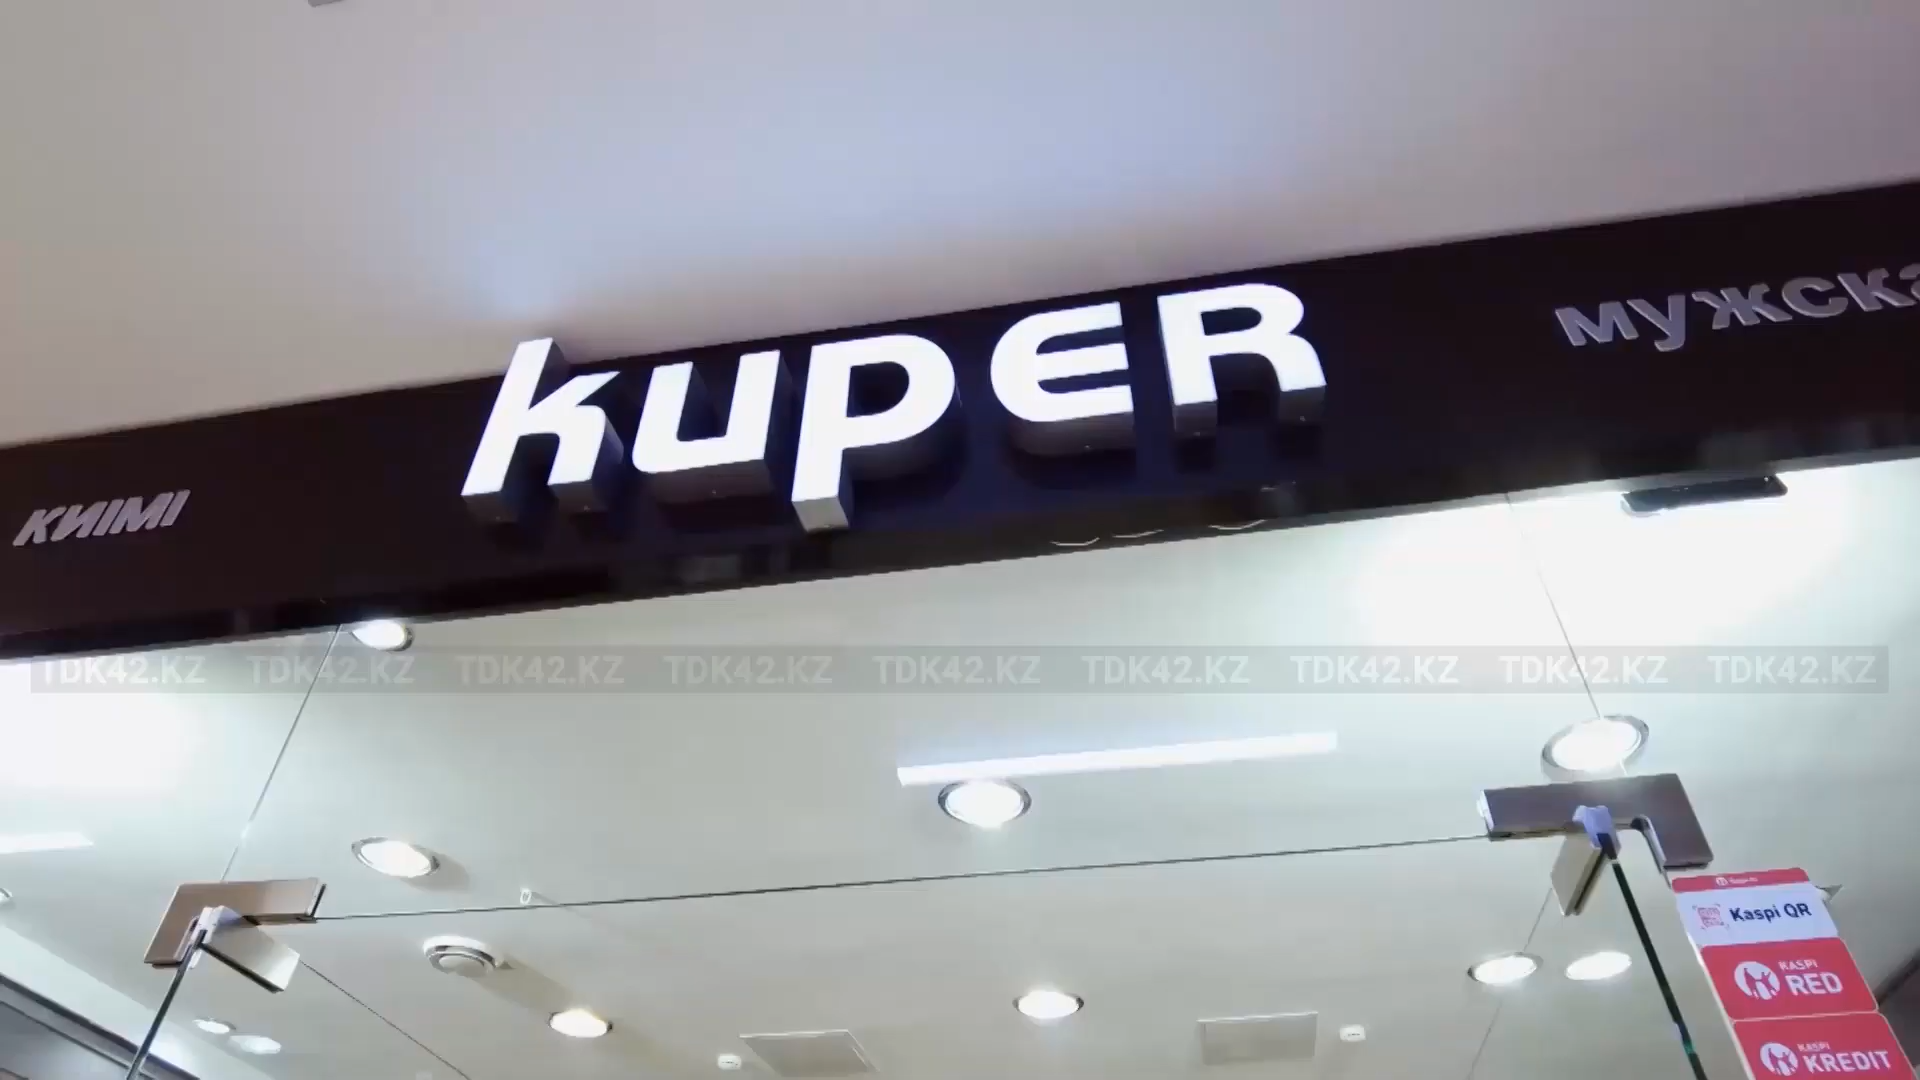 киімі
kupER
мужска
TDK42.KZ TDK42.KZ TDK42.KZ TDK42.KZ TDK42.KZ TDK42.KZ TDK42.KZ TDK42.KZ TDK42.KZ
Kaspi QR
KASPI
RED
KASPI
KREDIT